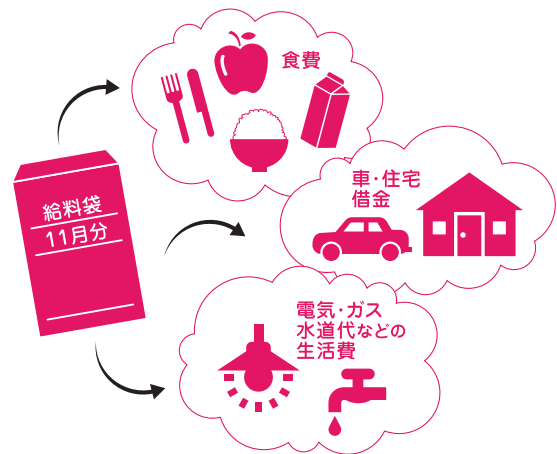 給料袋
11月分
食費
車・住宅
借金
電気・ガス
水道代などの
生活費